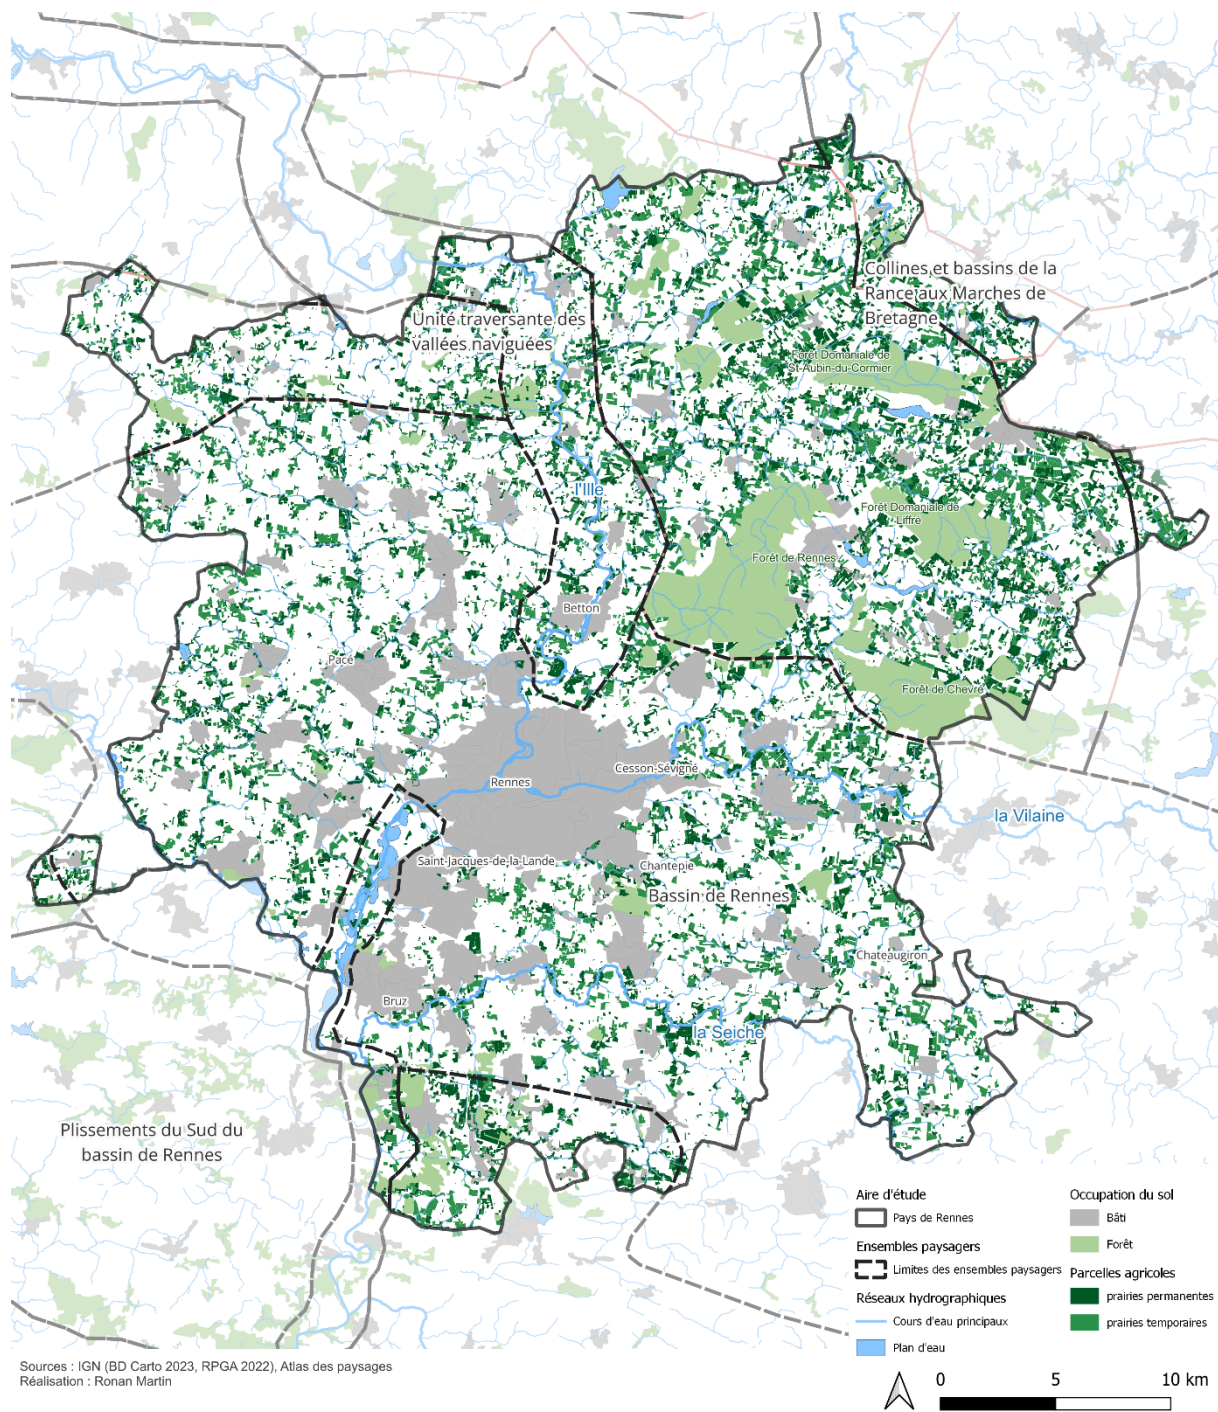 Collines et bassins de la
Rance aux Marches de
Bretagne
Unité traversante des
vallées naviguées
Forêt Domaniale de
St-Aubin-du-Cormier
l'Ille
Forêt Domaniale de
Liffré
Forêt de Rennes
Betton
Pacé
Forêt de Chevré
Cesson-Sévigné
Rennes
la Vilaine
Saint-Jacques-de-la-Lande
Chantepie
Bassin de Rennes
Chateaugiron
Bruz
la Seiche
Plissements du Sud du
bassin de Rennes
Aire d'étude
Pays de Rennes
Ensembles paysagers
Limites des ensembles paysagers
Réseaux hydrographiques
Cours d'eau principaux
Plan d'eau
Occupation du sol
Bâti
Forêt
Parcelles agricoles
prairies permanentes
prairies temporaires
Sources : IGN (BD Carto 2023, RPGA 2022), Atlas des paysages
Réalisation : Ronan Martin
0 5 10 km